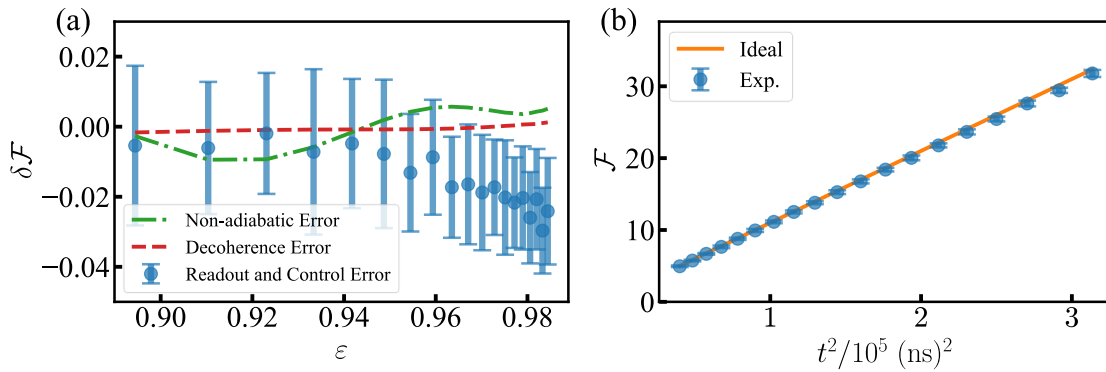 (a)
0.02
0.00
−0.02
−0.04
δℱ
Non-adiabatic Error
Decoherence Error
Readout and Control Error
0.90 0.92 0.94 0.96 0.98
ε
(b)
Ideal
Exp.
30
20
10
0
ℱ
1 2 3
t²/10⁵ (ns)²